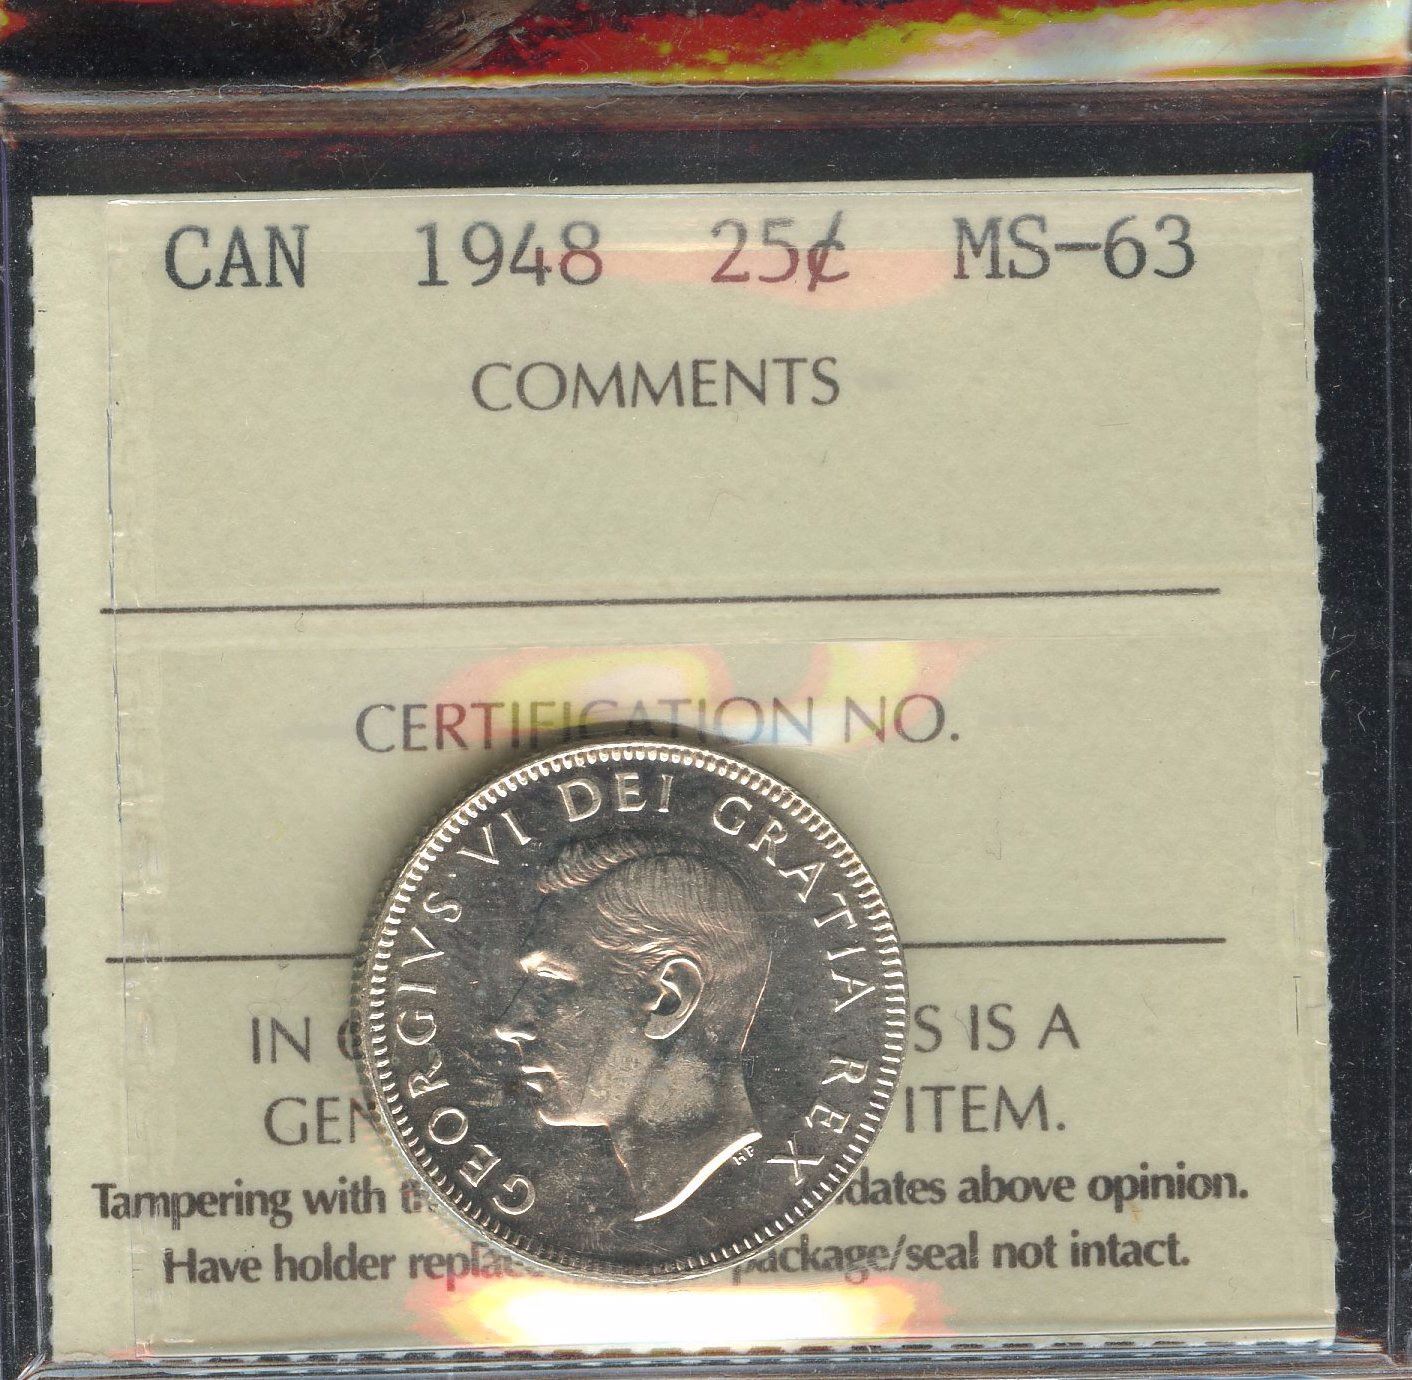 CAN 1948 25¢ MS-63
COMMENTS
CERTIFICATION NO.
GEORGIVS VI DEI GRATIA REX
HP
IN S IS A
GEN ITEM.
Tampering with dates above opinion.
Have holder package/seal not intact.